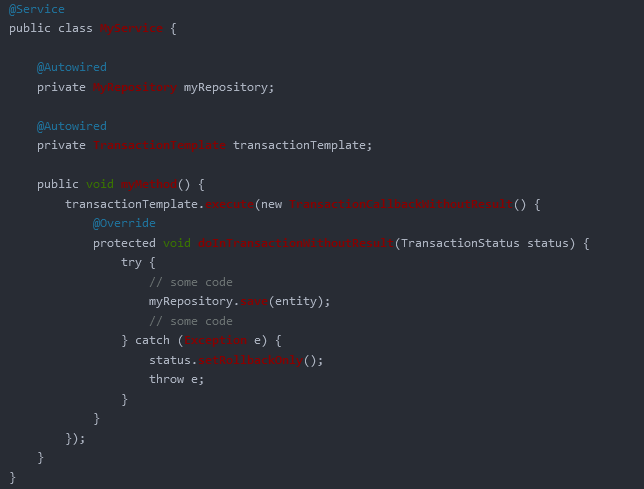 @Service
public class MyService {
@Autowired
private MyRepository myRepository;
@Autowired
private TransactionTemplate transactionTemplate;
public void myMethod() {
transactionTemplate.execute(new TransactionCallbackWithoutResult() {
@Override
protected void doInTransactionWithoutResult(TransactionStatus status) {
try {
// some code
myRepository.save(entity);
// some code
} catch (Exception e) {
status.setRollbackOnly();
throw e;
}
}
});
}
}